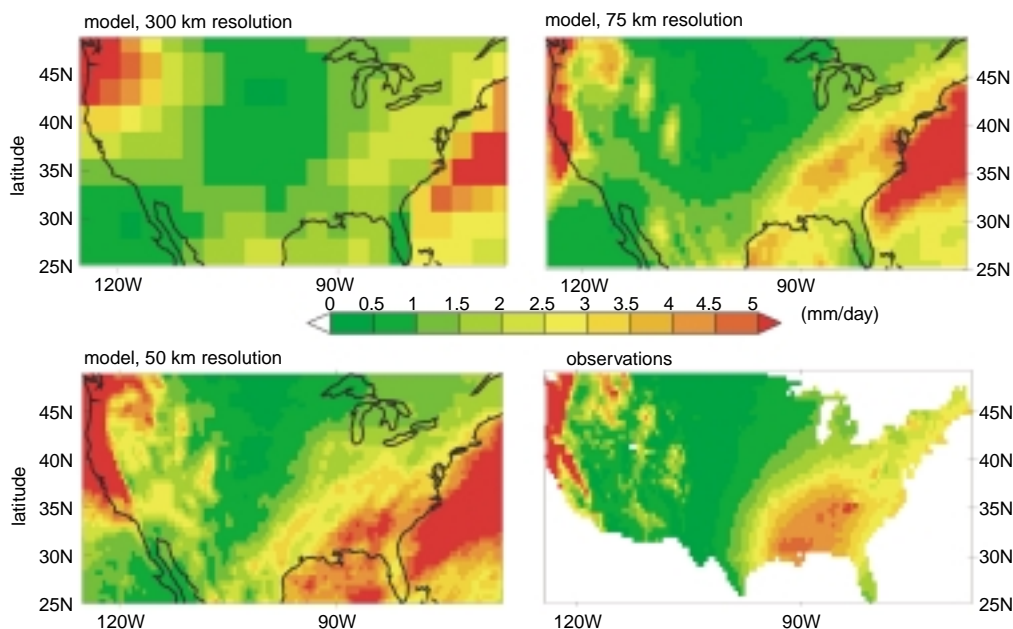 model, 300 km resolution
model, 75 km resolution
latitude
45N
40N
35N
30N
25N
45N
40N
35N
30N
25N
120W
90W
120W
90W
0 0.5 1 1.5 2 2.5 3 3.5 4 4.5 5
(mm/day)
model, 50 km resolution
observations
latitude
45N
40N
35N
30N
25N
45N
40N
35N
30N
25N
120W
90W
120W
90W